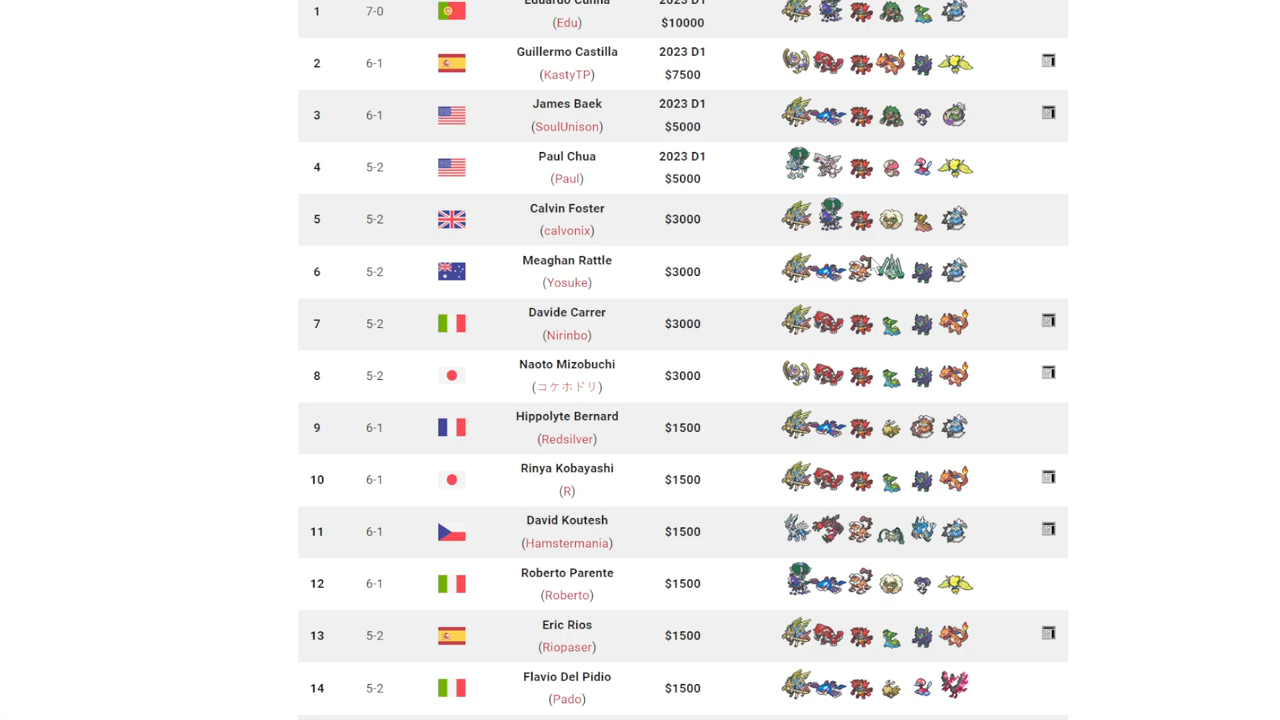 1 7-0 Eduardo Cunha 2023 D1
(Edu) $10000
2 6-1 Guillermo Castilla 2023 D1
(KastyTP) $7500
3 6-1 James Baek 2023 D1
(SoulUnison) $5000
4 5-2 Paul Chua 2023 D1
(Paul) $5000
5 5-2 Calvin Foster $3000
(calvonix)
6 5-2 Meaghan Rattle $3000
(Yosuke)
7 5-2 Davide Carrer $3000
(Nirinbo)
8 5-2 Naoto Mizobuchi $3000
(コケホドリ)
9 6-1 Hippolyte Bernard $1500
(Redsilver)
10 6-1 Rinya Kobayashi $1500
(R)
11 6-1 David Koutesh $1500
(Hamstermania)
12 6-1 Roberto Parente $1500
(Roberto)
13 5-2 Eric Rios $1500
(Riopaser)
14 5-2 Flavio Del Pidio $1500
(Pado)